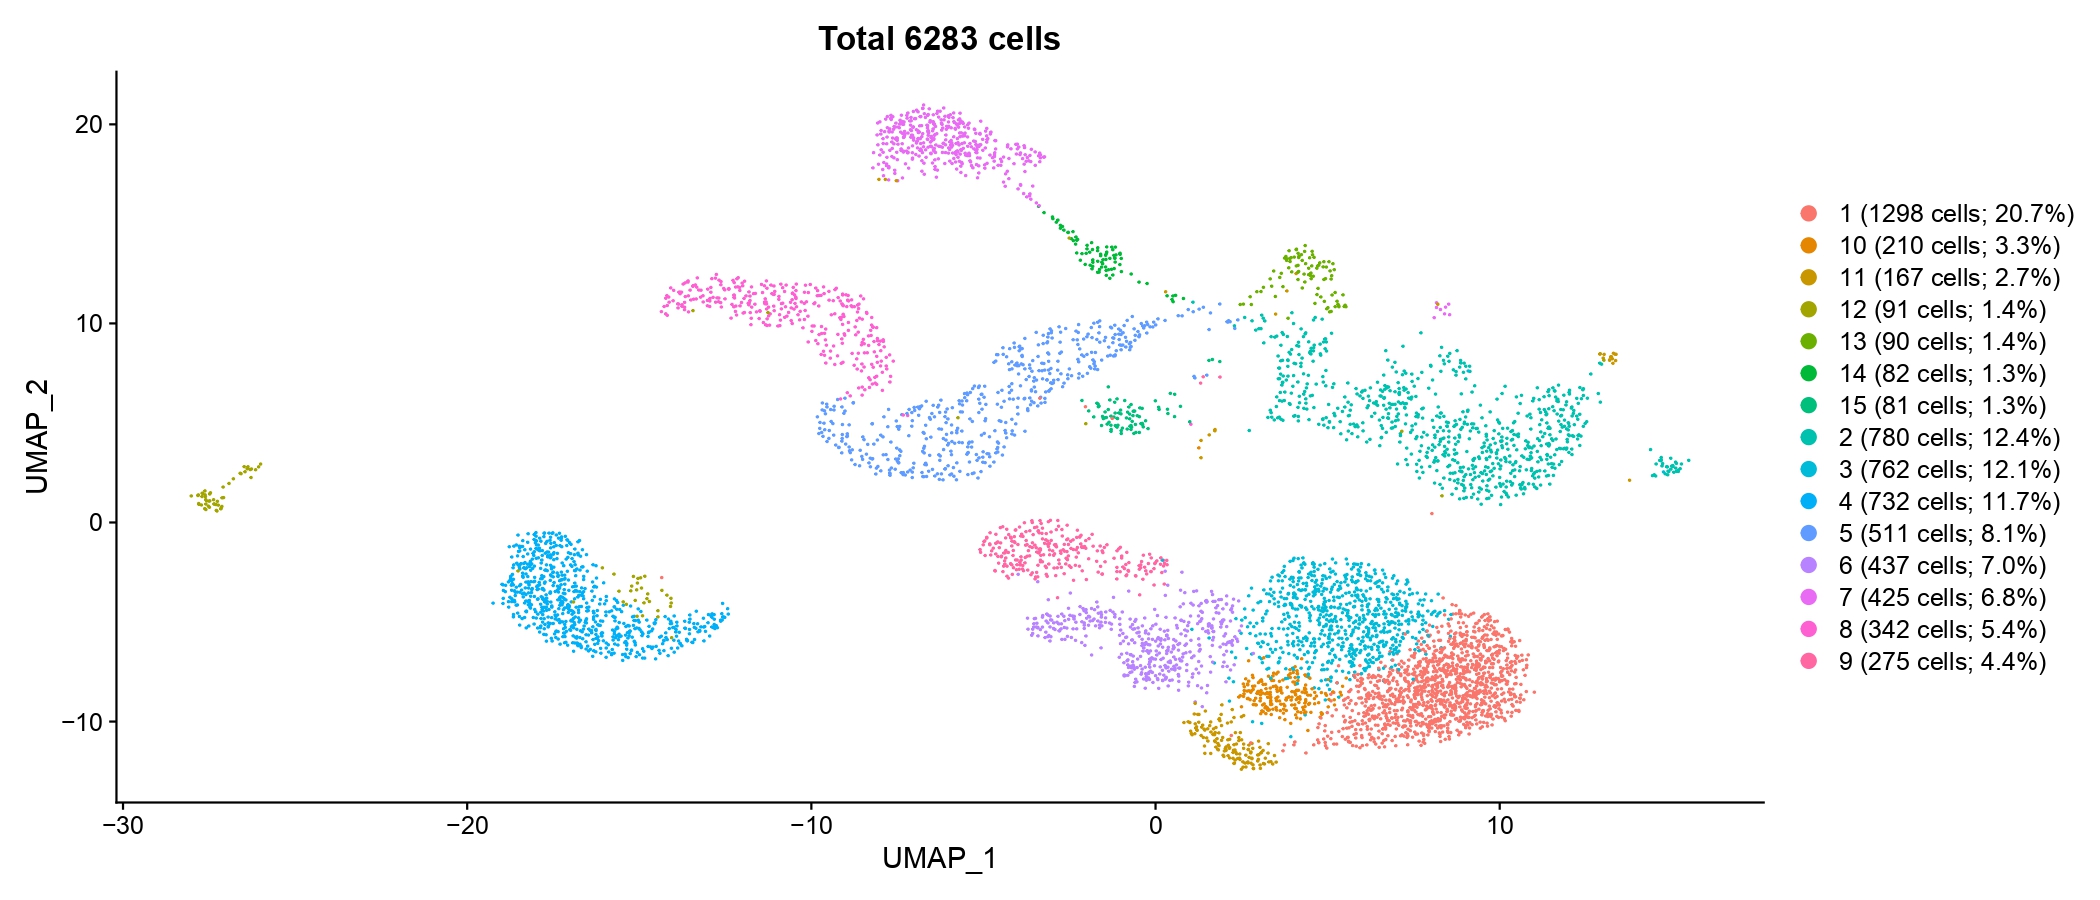 Total 6283 cells
UMAP_2
20
10
0
−10
−30
−20
−10
0
10
UMAP_1
1 (1298 cells; 20.7%)
10 (210 cells; 3.3%)
11 (167 cells; 2.7%)
12 (91 cells; 1.4%)
13 (90 cells; 1.4%)
14 (82 cells; 1.3%)
15 (81 cells; 1.3%)
2 (780 cells; 12.4%)
3 (762 cells; 12.1%)
4 (732 cells; 11.7%)
5 (511 cells; 8.1%)
6 (437 cells; 7.0%)
7 (425 cells; 6.8%)
8 (342 cells; 5.4%)
9 (275 cells; 4.4%)